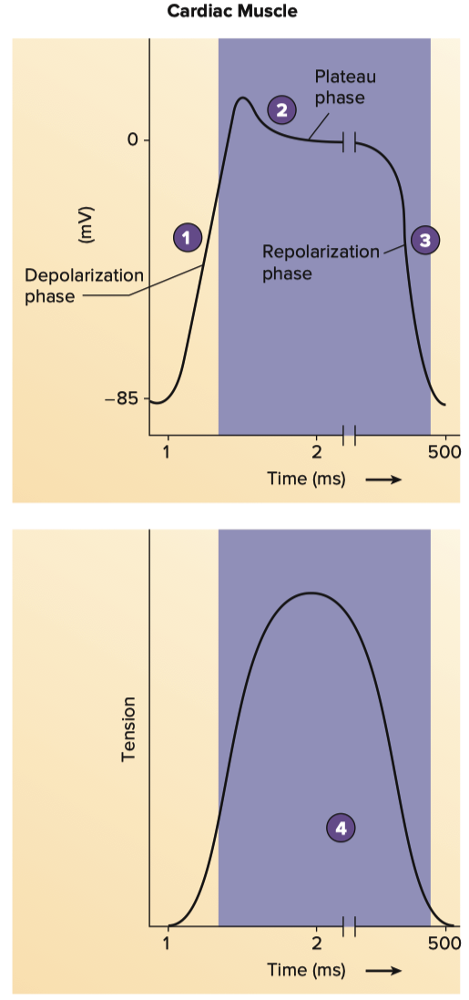 Cardiac Muscle
Plateau
phase
2
0
(mV)
1
3
Repolarization
phase
Depolarization
phase
–85
1 2 500
Time (ms)
Tension
4
1 2 500
Time (ms)